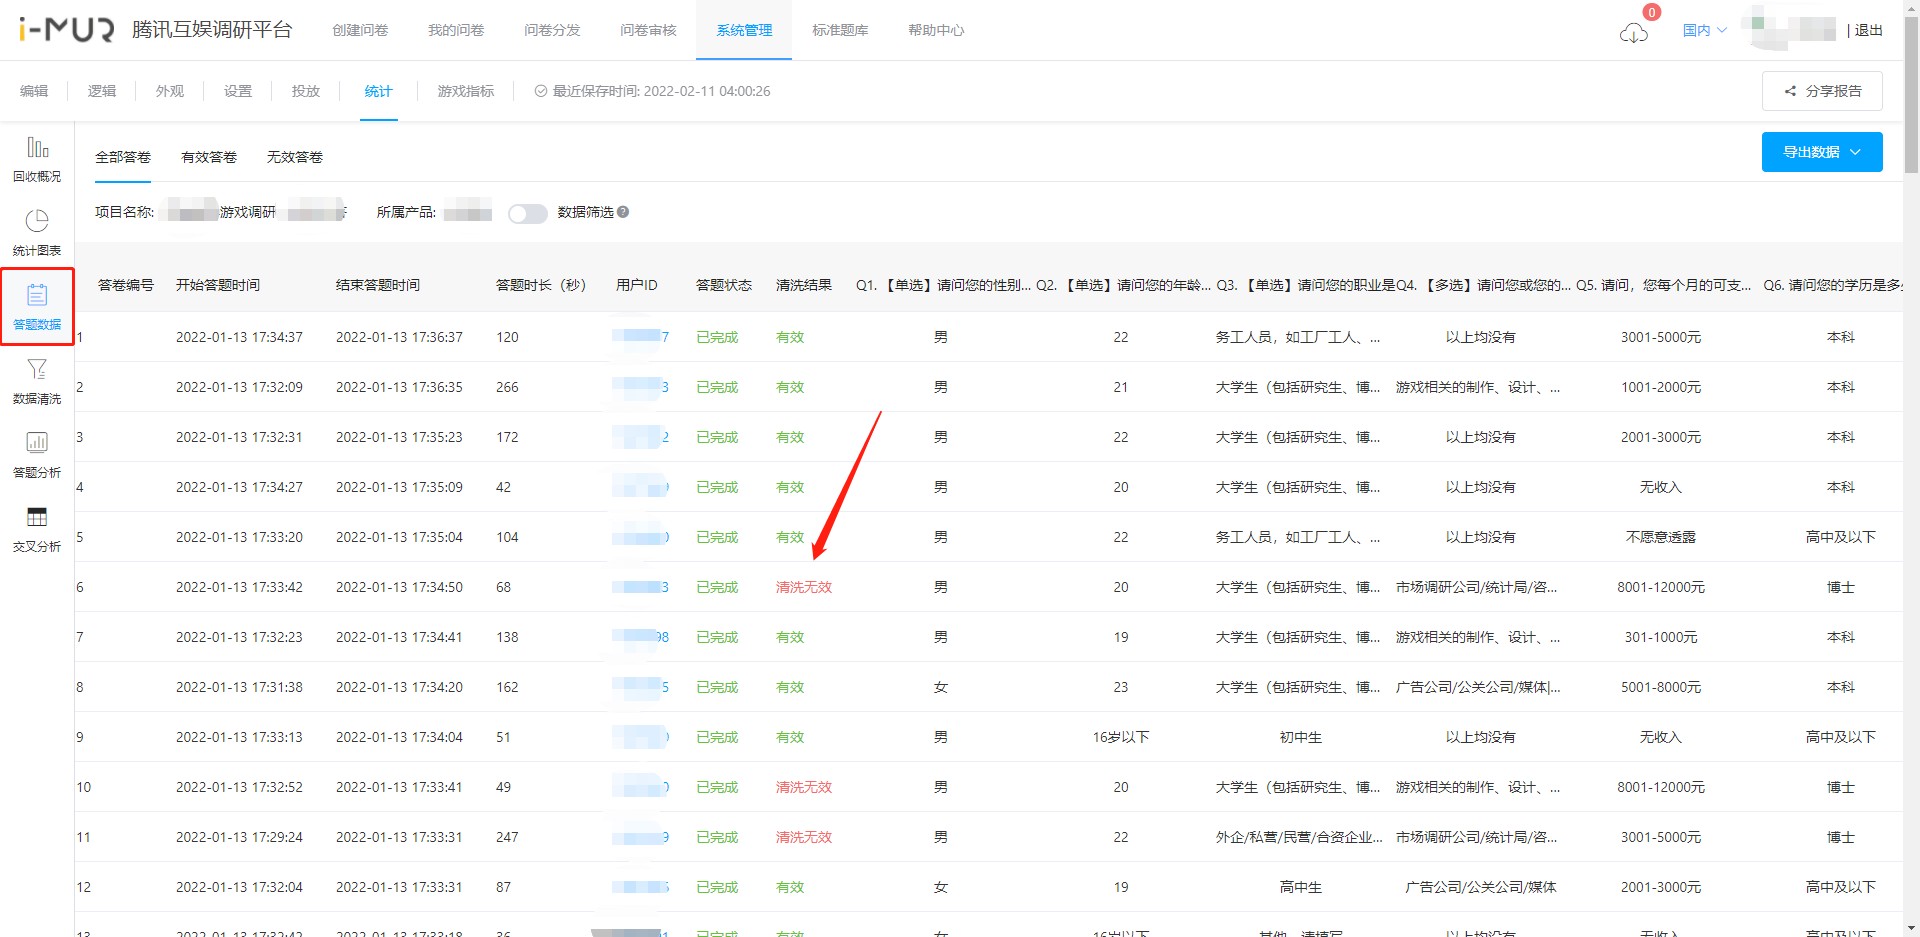 i-MUR 腾讯互娱调研平台 创建问卷 我的问卷 问卷分发 问卷审核 系统管理 标准题库 帮助中心 0 国内 | 退出
编辑 逻辑 外观 设置 投放 统计 游戏指标 最近保存时间: 2022-02-11 04:00:26 分享报告
回收概况
统计图表
答题数据
数据清洗
答题分析
交叉分析
全部答卷 有效答卷 无效答卷 导出数据
项目名称: 游戏调研 所属产品: 数据筛选 ?
答卷编号 开始答题时间 结束答题时间 答题时长（秒） 用户ID 答题状态 清洗结果 Q1. 【单选】请问您的性别... Q2. 【单选】请问您的年龄... Q3. 【单选】请问您的职业是 Q4. 【多选】请问您或您的... Q5. 请问，您每个月的可支... Q6. 请问您的学历是多
1 2022-01-13 17:34:37 2022-01-13 17:36:37 120 7 已完成 有效 男 22 务工人员，如工厂工人、... 以上均没有 3001-5000元 本科
2 2022-01-13 17:32:09 2022-01-13 17:36:35 266 3 已完成 有效 男 21 大学生（包括研究生、博... 游戏相关的制作、设计、... 1001-2000元 本科
3 2022-01-13 17:32:31 2022-01-13 17:35:23 172 2 已完成 有效 男 22 大学生（包括研究生、博... 以上均没有 2001-3000元 本科
4 2022-01-13 17:34:27 2022-01-13 17:35:09 42 已完成 有效 男 20 大学生（包括研究生、博... 以上均没有 无收入 本科
5 2022-01-13 17:33:20 2022-01-13 17:35:04 104 已完成 有效 男 22 务工人员，如工厂工人、... 以上均没有 不愿意透露 高中及以下
6 2022-01-13 17:33:42 2022-01-13 17:34:50 68 3 已完成 清洗无效 男 20 大学生（包括研究生、博... 市场调研公司/统计局/咨... 8001-12000元 博士
7 2022-01-13 17:32:23 2022-01-13 17:34:41 138 98 已完成 有效 男 19 大学生（包括研究生、博... 游戏相关的制作、设计、... 301-1000元 本科
8 2022-01-13 17:31:38 2022-01-13 17:34:20 162 5 已完成 有效 女 23 大学生（包括研究生、博... 广告公司/公关公司/媒体|... 5001-8000元 本科
9 2022-01-13 17:33:13 2022-01-13 17:34:04 51 已完成 有效 男 16岁以下 初中生 以上均没有 无收入 高中及以下
10 2022-01-13 17:32:52 2022-01-13 17:33:41 49 已完成 清洗无效 男 20 大学生（包括研究生、博... 游戏相关的制作、设计、... 8001-12000元 博士
11 2022-01-13 17:29:24 2022-01-13 17:33:31 247 9 已完成 清洗无效 男 22 外企/私营/民营/合资企业... 市场调研公司/统计局/咨... 3001-5000元 博士
12 2022-01-13 17:32:04 2022-01-13 17:33:31 87 已完成 有效 女 19 高中生 广告公司/公关公司/媒体 2001-3000元 高中及以下
13 2022-01-13 17:32:42 2022-01-13 17:33:18 36 已完成 有效 女 16岁以下 其他，请填写 以上均没有 无收入 高中及以下